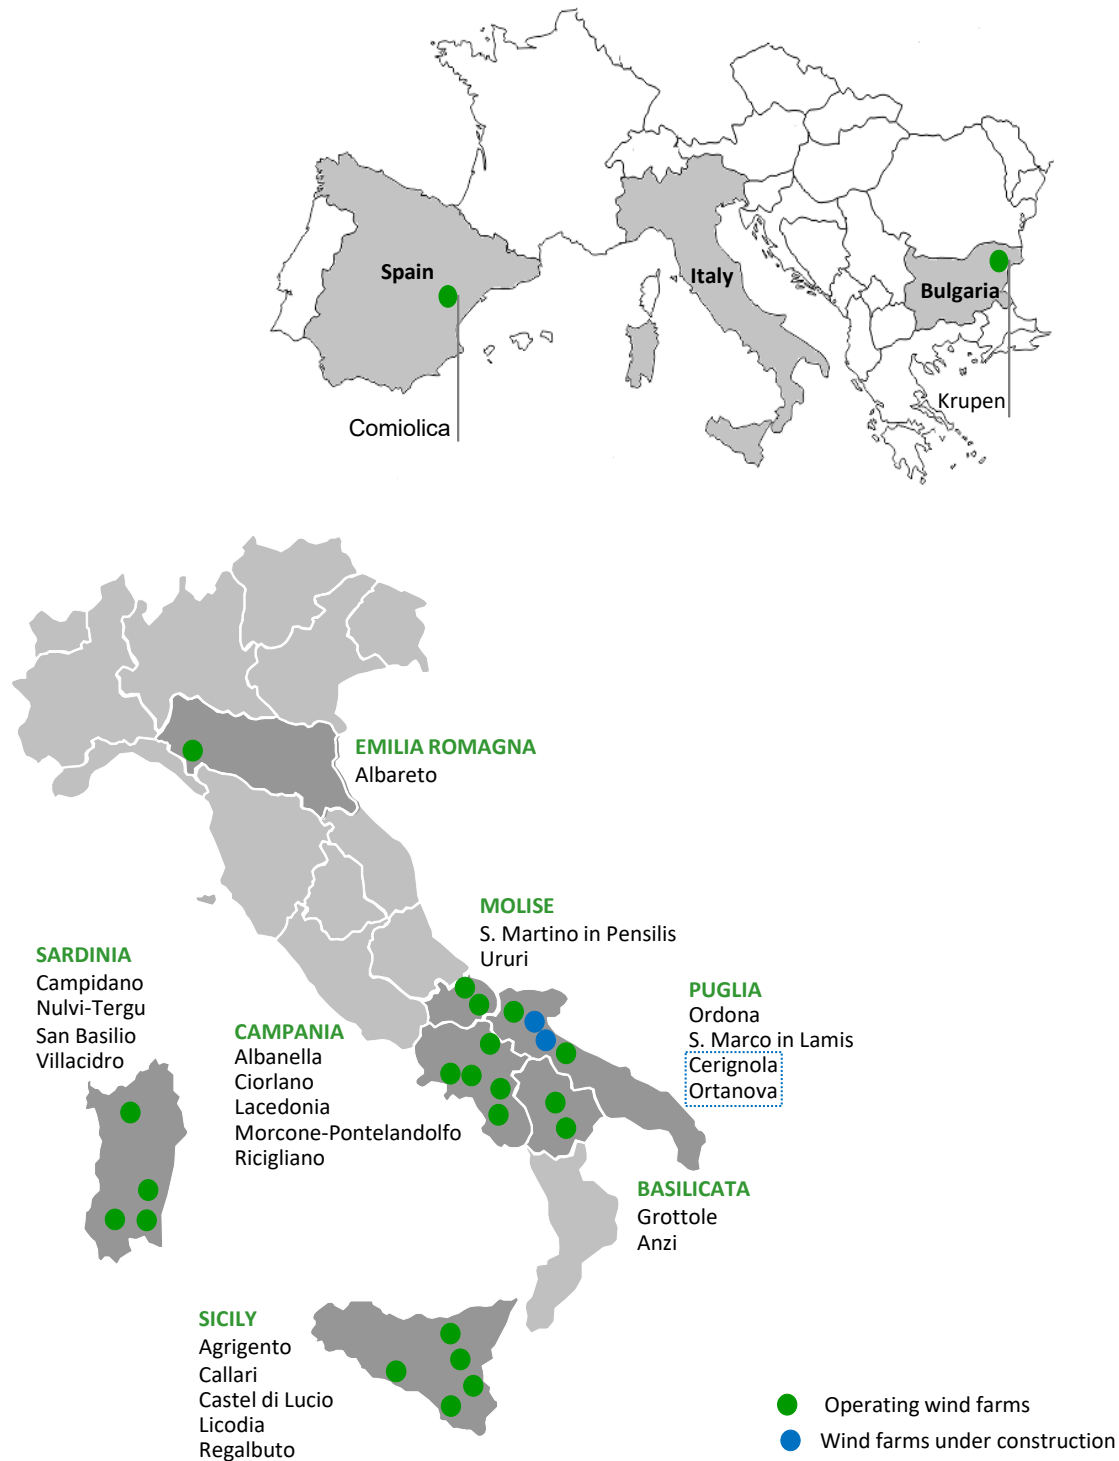 Spain
Italy
Bulgaria
Comiolica
Krupen
EMILIA ROMAGNA
Albareto
MOLISE
S. Martino in Pensilis
Ururi
SARDINIA
Campidano
Nulvi-Tergu
San Basilio
Villacidro
CAMPANIA
Albanella
Ciorlano
Lacedonia
Morcone-Pontelandolfo
Ricigliano
PUGLIA
Ordona
S. Marco in Lamis
Cerignola
Ortanova
BASILICATA
Grottole
Anzi
SICILY
Agrigento
Callari
Castel di Lucio
Licodia
Regalbuto
Operating wind farms
Wind farms under construction